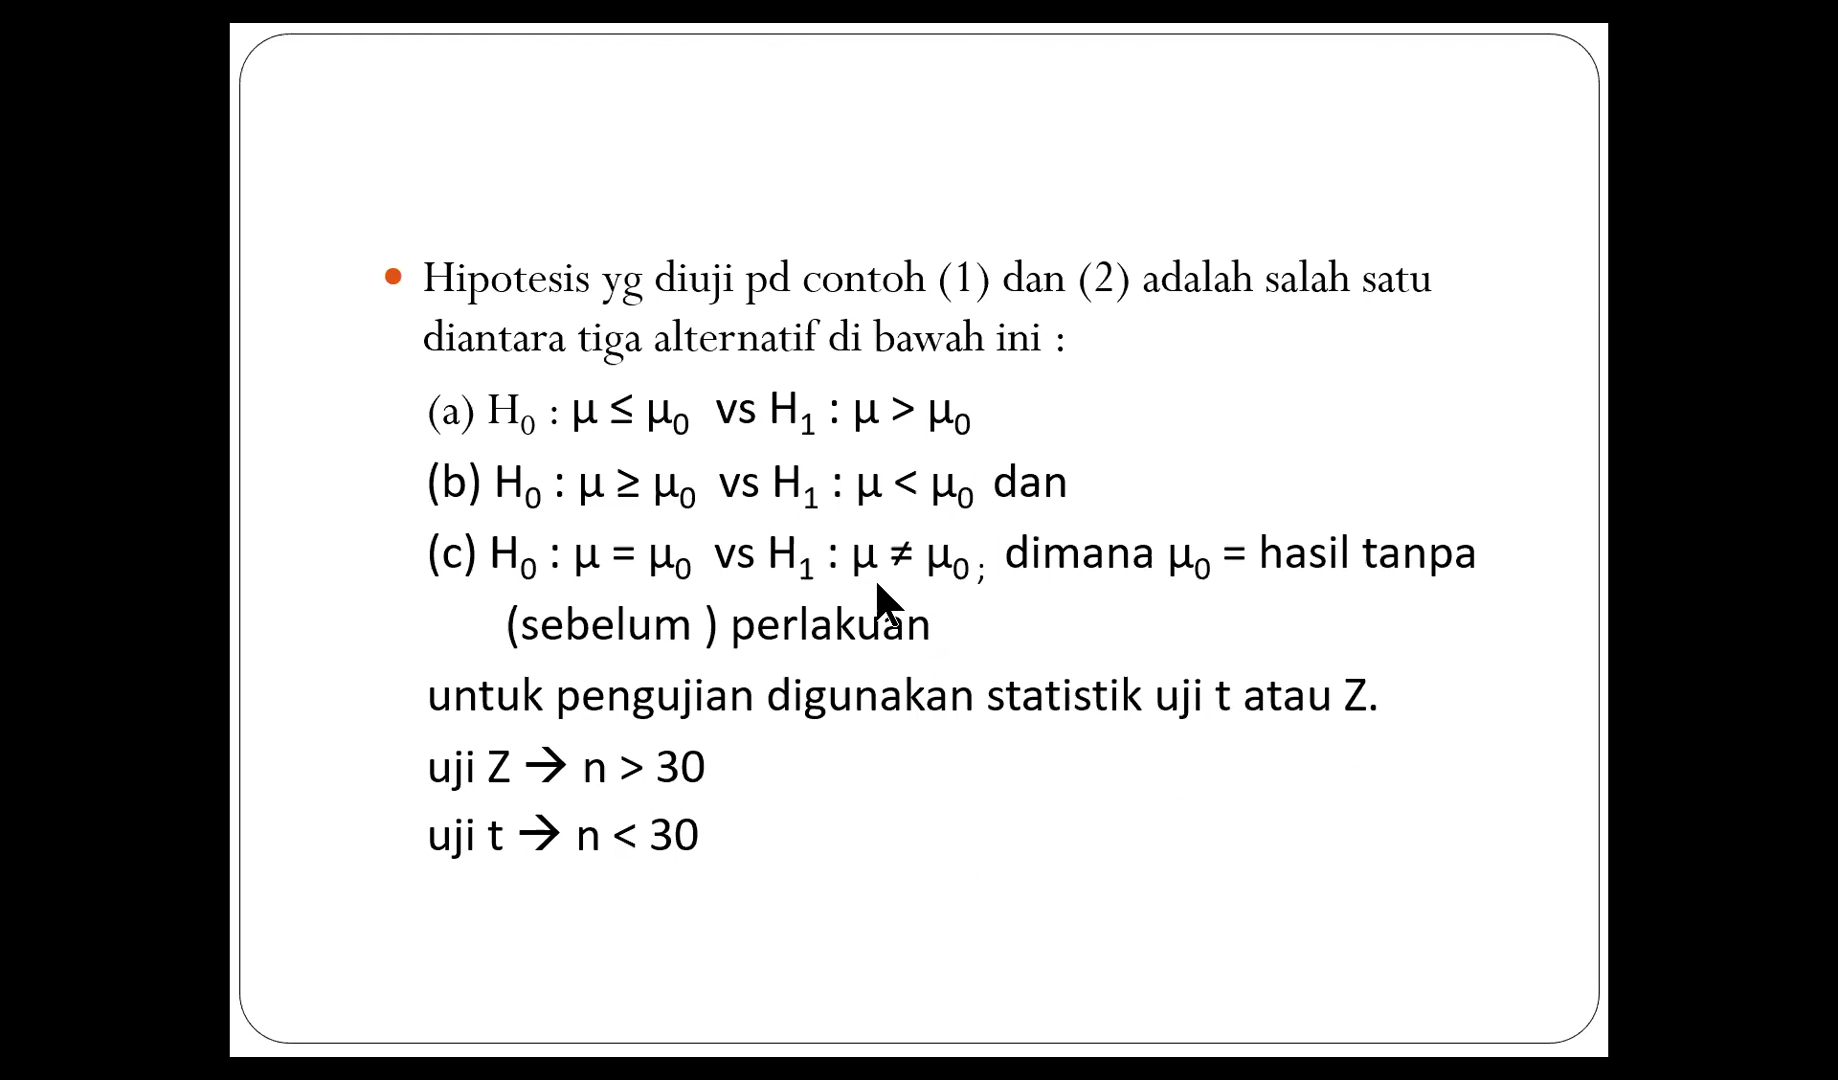 • Hipotesis yg diuji pd contoh (1) dan (2) adalah salah satu
diantara tiga alternatif di bawah ini :
(a) H₀ : μ ≤ μ₀ vs H₁ : μ > μ₀
(b) H₀ : μ ≥ μ₀ vs H₁ : μ < μ₀ dan
(c) H₀ : μ = μ₀ vs H₁ : μ ≠ μ₀ ; dimana μ₀ = hasil tanpa
(sebelum ) perlakuan
untuk pengujian digunakan statistik uji t atau Z.
uji Z → n > 30
uji t → n < 30